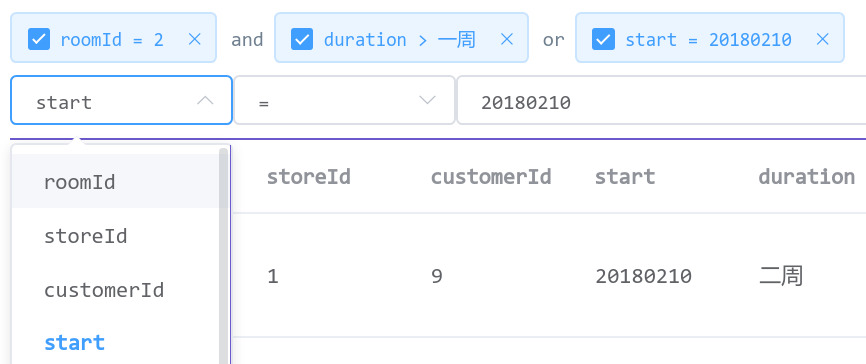 roomId = 2 and duration > 一周 or start = 20180210
start = 20180210
storeId customerId start duration
roomId
storeId
1 9 20180210 二周
customerId
start